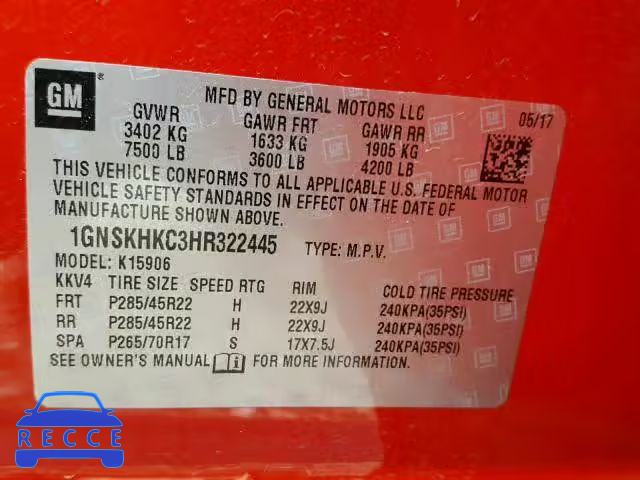 GM ®
MFD BY GENERAL MOTORS LLC
05/17
GVWR GAWR FRT GAWR RR
3402 KG 1633 KG 1905 KG
7500 LB 3600 LB 4200 LB
THIS VEHICLE CONFORMS TO ALL APPLICABLE U.S. FEDERAL MOTOR
VEHICLE SAFETY STANDARDS IN EFFECT ON THE DATE OF
MANUFACTURE SHOWN ABOVE.
1GNSKHKC3HR322445 TYPE: M.P.V.
MODEL: K15906
KKV4 TIRE SIZE SPEED RTG RIM COLD TIRE PRESSURE
FRT P285/45R22 H 22X9J 240KPA(35PSI)
RR P285/45R22 H 22X9J 240KPA(35PSI)
SPA P265/70R17 S 17X7.5J 240KPA(35PSI)
SEE OWNER'S MANUAL i FOR MORE INFORMATION.
RECCE